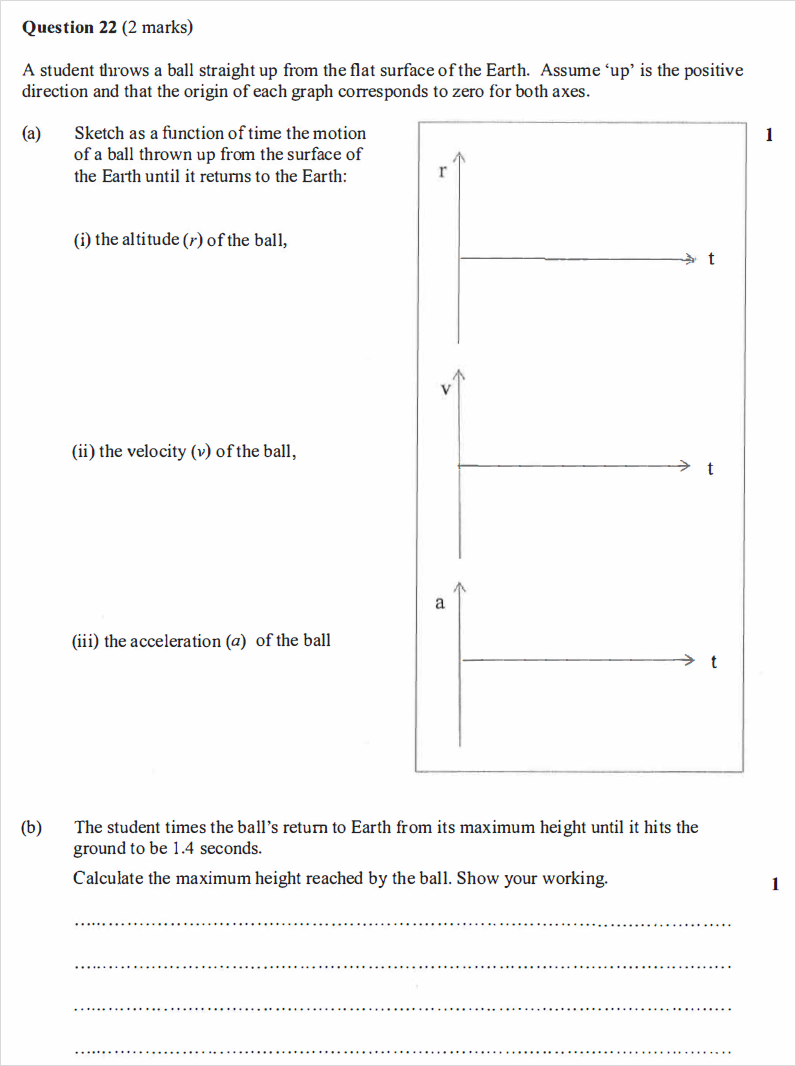 Question 22 (2 marks)
A student throws a ball straight up from the flat surface of the Earth. Assume ‘up’ is the positive
direction and that the origin of each graph corresponds to zero for both axes.
(a) Sketch as a function of time the motion 1
of a ball thrown up from the surface of
the Earth until it returns to the Earth:
r
(i) the altitude (r) of the ball,
t
v
(ii) the velocity (v) of the ball,
t
a
(iii) the acceleration (a) of the ball
t
(b) The student times the ball’s return to Earth from its maximum height until it hits the
ground to be 1.4 seconds.
Calculate the maximum height reached by the ball. Show your working. 1